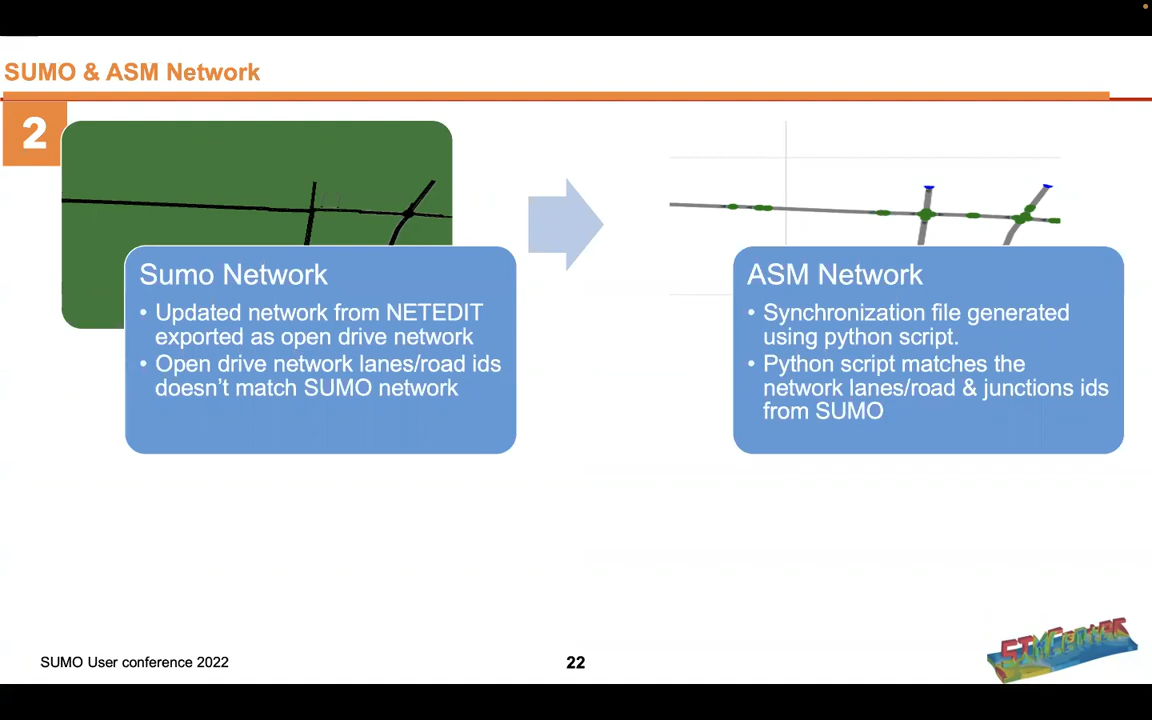 SUMO & ASM Network
2
Sumo Network
• Updated network from NETEDIT
exported as open drive network
• Open drive network lanes/road ids
doesn't match SUMO network
ASM Network
• Synchronization file generated
using python script.
• Python script matches the
network lanes/road & junctions ids
from SUMO
SUMO User conference 2022
22
SIMCenter